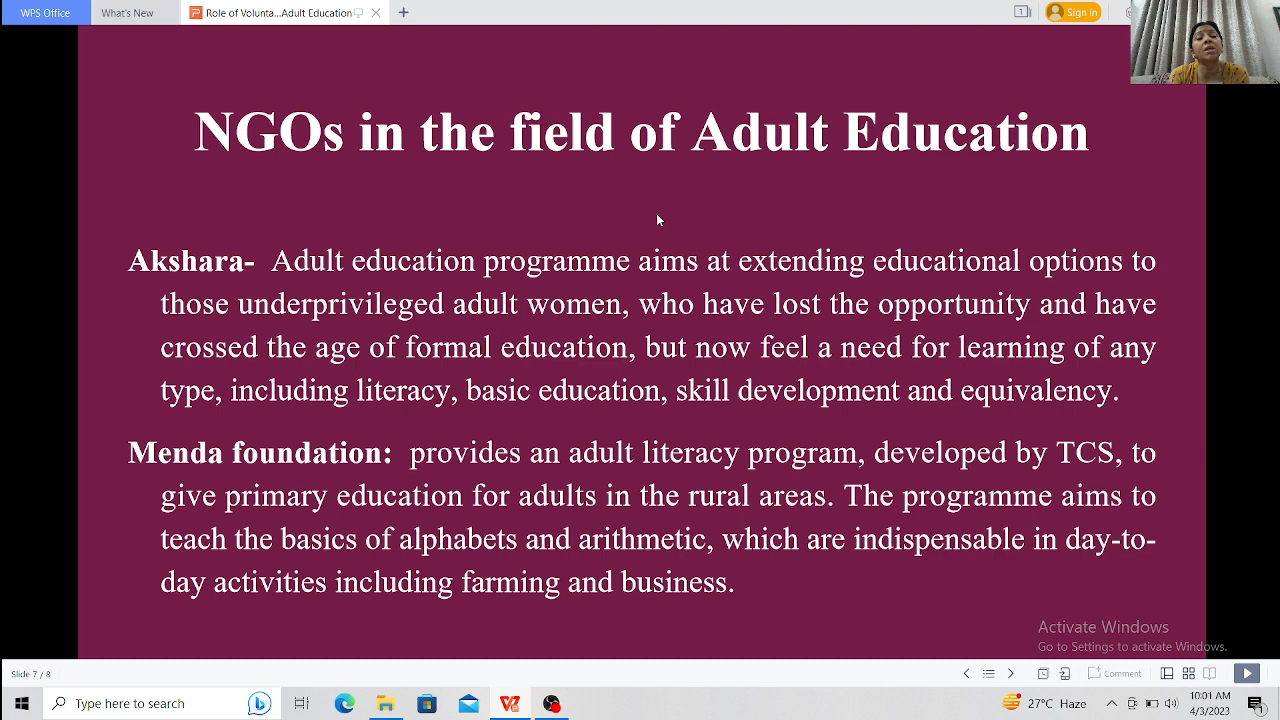 WPS Office
What's New
Role of Volunta...Adult Education
1
Sign in
NGOs in the field of Adult Education
Akshara- Adult education programme aims at extending educational options to
those underprivileged adult women, who have lost the opportunity and have
crossed the age of formal education, but now feel a need for learning of any
type, including literacy, basic education, skill development and equivalency.
Menda foundation: provides an adult literacy program, developed by TCS, to
give primary education for adults in the rural areas. The programme aims to
teach the basics of alphabets and arithmetic, which are indispensable in day-to-
day activities including farming and business.
Activate Windows
Go to Settings to activate Windows.
Slide 7 / 8
Comment
Type here to search
27°C Haze
10:01 AM
4/3/2023
1